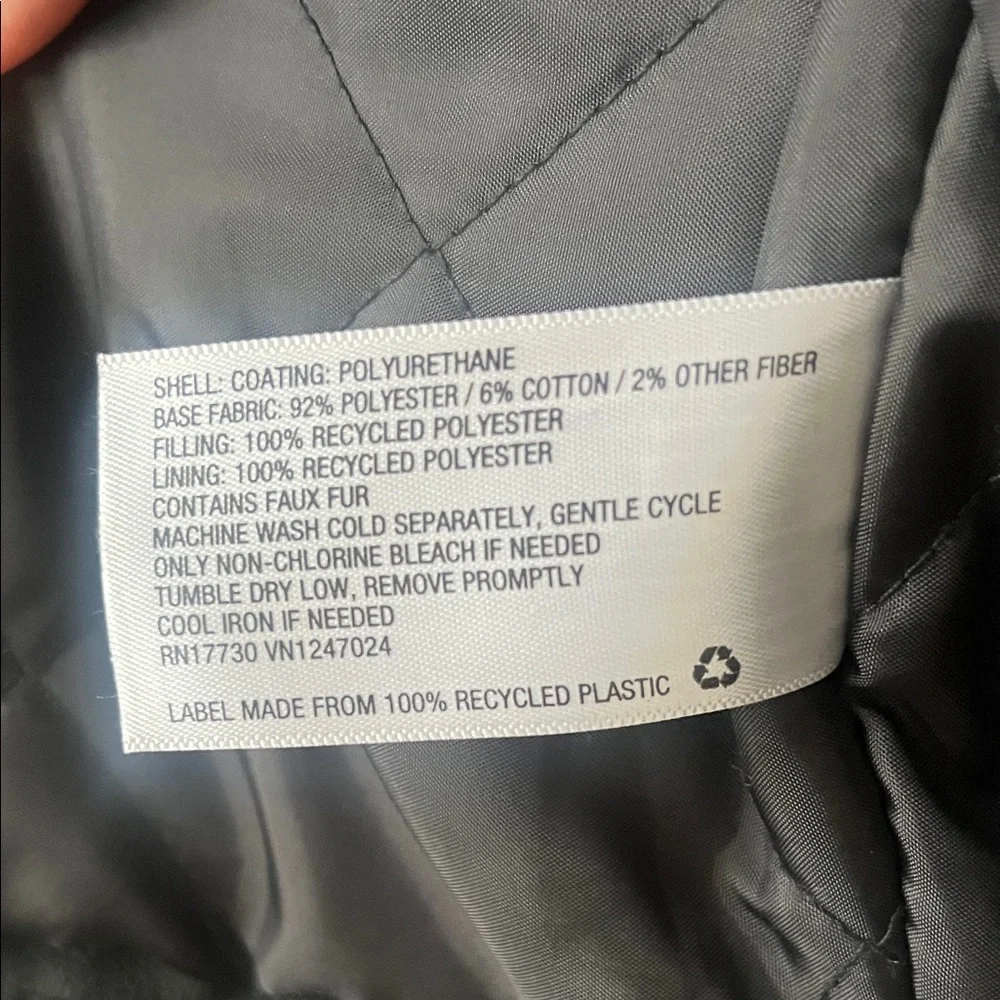 SHELL: COATING: POLYURETHANE
BASE FABRIC: 92% POLYESTER / 6% COTTON / 2% OTHER FIBER
FILLING: 100% RECYCLED POLYESTER
LINING: 100% RECYCLED POLYESTER
CONTAINS FAUX FUR
MACHINE WASH COLD SEPARATELY, GENTLE CYCLE
ONLY NON-CHLORINE BLEACH IF NEEDED
TUMBLE DRY LOW, REMOVE PROMPTLY
COOL IRON IF NEEDED
RN17730 VN1247024
LABEL MADE FROM 100% RECYCLED PLASTIC